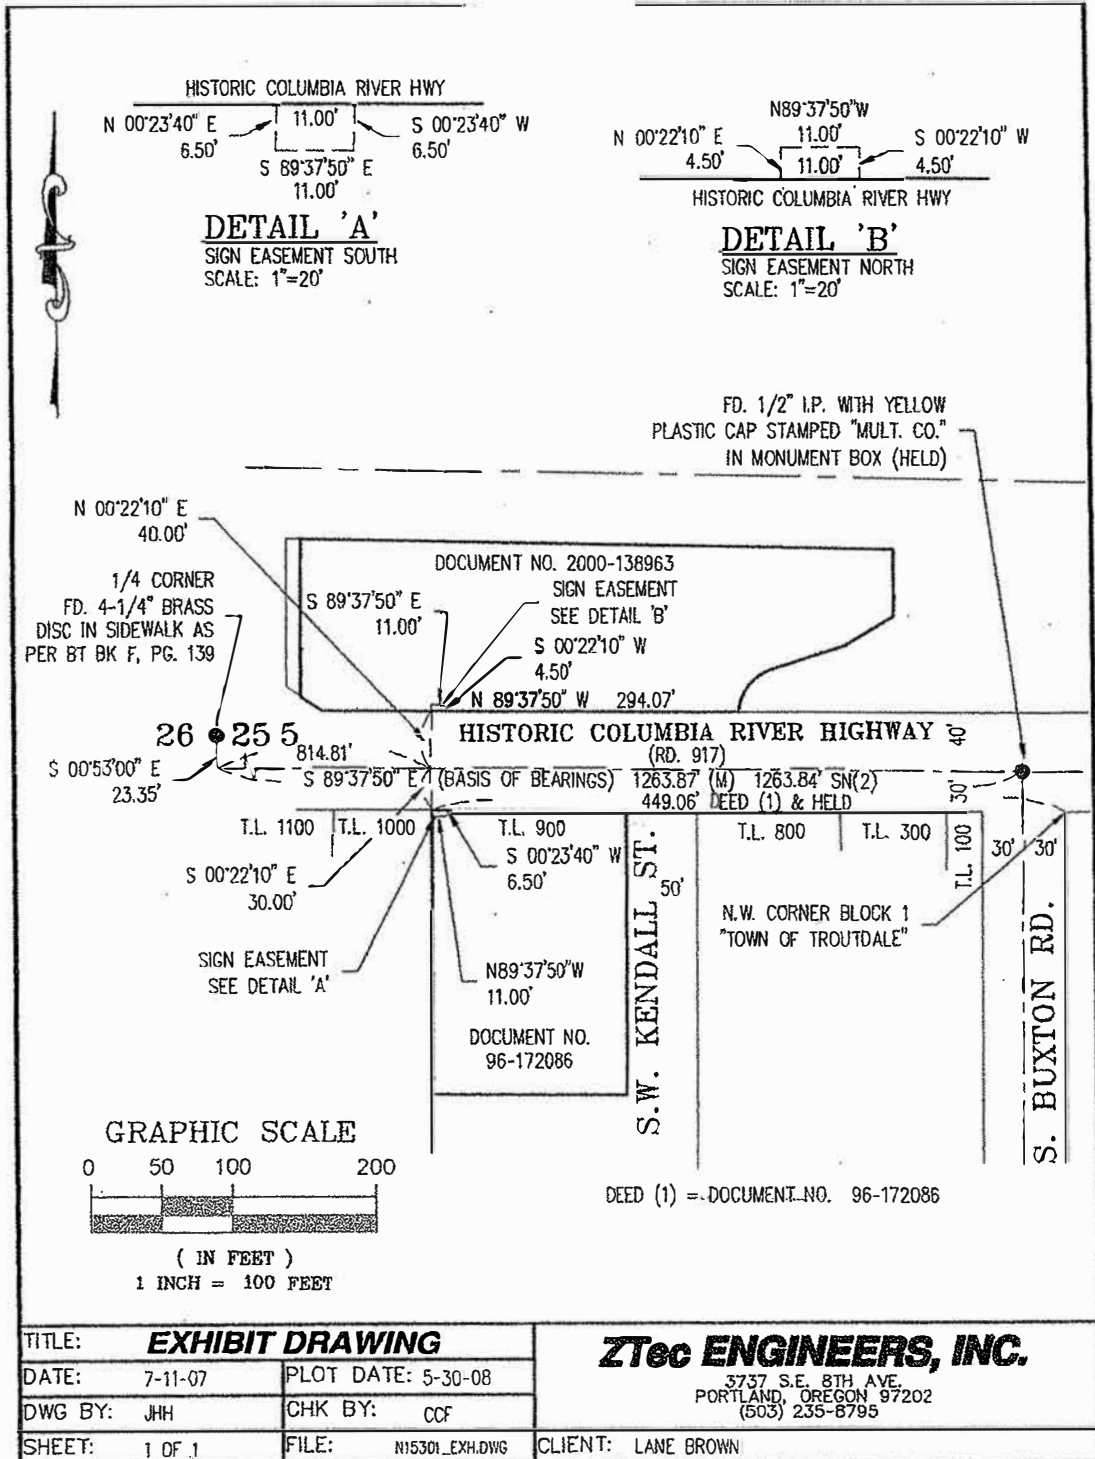 HISTORIC COLUMBIA RIVER HWY
N 00°23'40" E
6.50'
11.00'
S 00°23'40" W
6.50'
S 89°37'50" E
11.00'
DETAIL 'A'
SIGN EASEMENT SOUTH
SCALE: 1"=20'
N89°37'50"W
11.00'
N 00°22'10" E
4.50'
11.00'
S 00°22'10" W
4.50'
HISTORIC COLUMBIA RIVER HWY
DETAIL 'B'
SIGN EASEMENT NORTH
SCALE: 1"=20'
FD. 1/2" I.P. WITH YELLOW
PLASTIC CAP STAMPED "MULT. CO."
IN MONUMENT BOX (HELD)
N 00°22'10" E
40.00'
1/4 CORNER
FD. 4-1/4" BRASS
DISC IN SIDEWALK AS
PER BT BK F, PG. 139
DOCUMENT NO. 2000-138963
SIGN EASEMENT
SEE DETAIL 'B'
S 89°37'50" E
11.00'
S 00°22'10" W
4.50'
N 89°37'50" W 294.07'
26 25 5
HISTORIC COLUMBIA RIVER HIGHWAY
(RD. 917)
40'
814.81'
S 00°53'00" E
23.35'
S 89°37'50" E (BASIS OF BEARINGS) 1263.87' (M) 1263.84' SN(2)
449.06' DEED (1) & HELD
30'
T.L. 1100
T.L. 1000
T.L. 900
T.L. 800
T.L. 300
T.L. 100
30' 30'
S 00°23'40" W
6.50'
S 00°22'10" E
30.00'
50'
S.W. KENDALL ST.
N.W. CORNER BLOCK 1
"TOWN OF TROUTDALE"
S. BUXTON RD.
SIGN EASEMENT
SEE DETAIL 'A'
N89°37'50"W
11.00'
DOCUMENT NO.
96-172086
GRAPHIC SCALE
0 50 100 200
( IN FEET )
1 INCH = 100 FEET
DEED (1) = DOCUMENT NO. 96-172086
TITLE: EXHIBIT DRAWING
DATE: 7-11-07
PLOT DATE: 5-30-08
DWG BY: JHH
CHK BY: CCF
SHEET: 1 OF 1
FILE: N15301_EXH.DWG
ZTec ENGINEERS, INC.
3737 S.E. 8TH AVE.
PORTLAND, OREGON 97202
(503) 235-8795
CLIENT: LANE BROWN